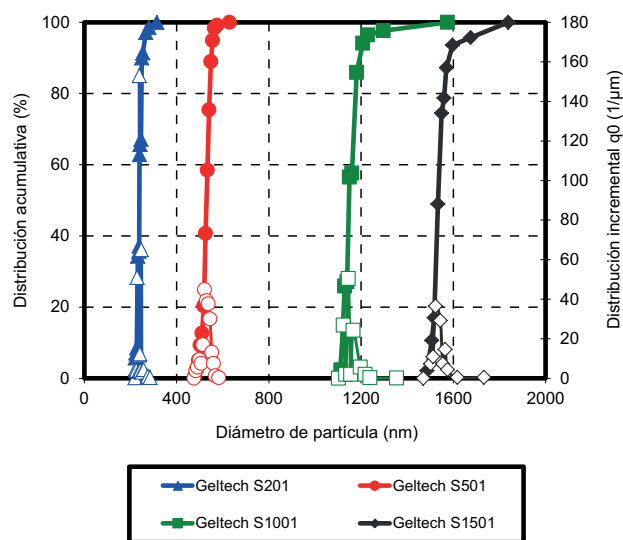 Distribución acumulativa (%)
100
80
60
40
20
0
180
160
140
120
100
80
60
40
20
0
Distribución incremental q0 (1/µm)
0 400 800 1200 1600 2000
Diámetro de partícula (nm)
Geltech S201 Geltech S501
Geltech S1001 Geltech S1501